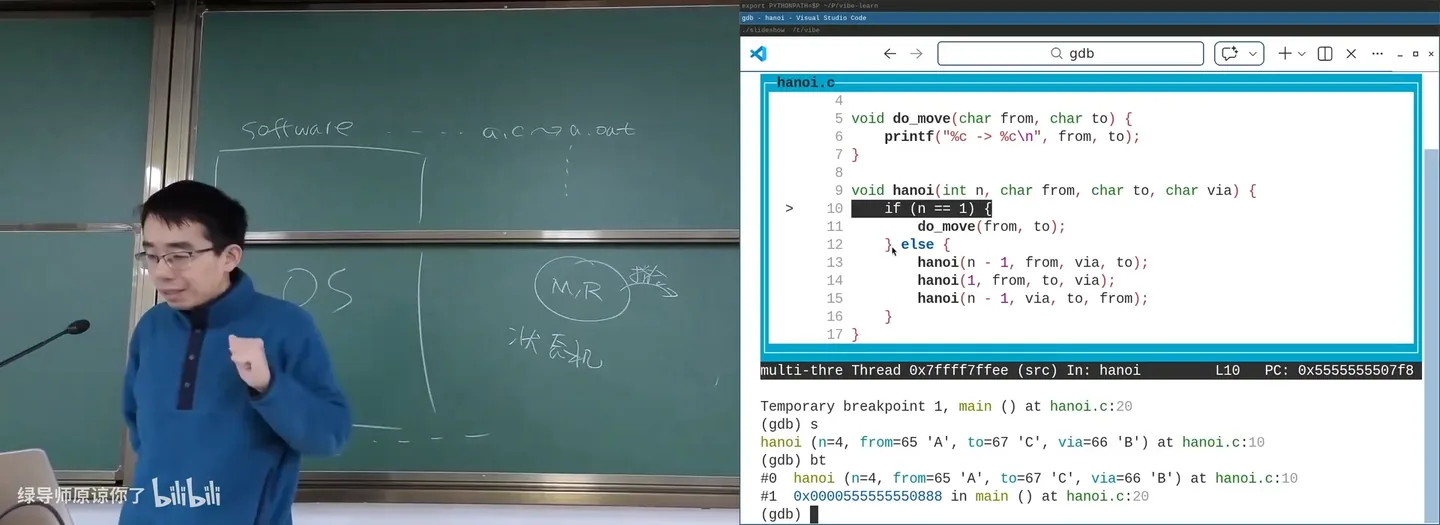 software ----- a.c → a.out
OS
M,R
状态机
绿导师原谅你了 bilibili
export PYTHONPATH=$P ~/P/vibe-learn
gdb - hanoi - Visual Studio Code
./slideshow /t/vibe
gdb
hanoi.c
4
5 void do_move(char from, char to) {
6 printf("%c -> %c\n", from, to);
7 }
8
9 void hanoi(int n, char from, char to, char via) {
> 10 if (n == 1) {
11 do_move(from, to);
12 } else {
13 hanoi(n - 1, from, via, to);
14 hanoi(1, from, to, via);
15 hanoi(n - 1, via, to, from);
16 }
17 }
multi-thre Thread 0x7ffff7ffee (src) In: hanoi L10 PC: 0x5555555507f8
Temporary breakpoint 1, main () at hanoi.c:20
(gdb) s
hanoi (n=4, from=65 'A', to=67 'C', via=66 'B') at hanoi.c:10
(gdb) bt
#0 hanoi (n=4, from=65 'A', to=67 'C', via=66 'B') at hanoi.c:10
#1 0x0000555555550888 in main () at hanoi.c:20
(gdb)